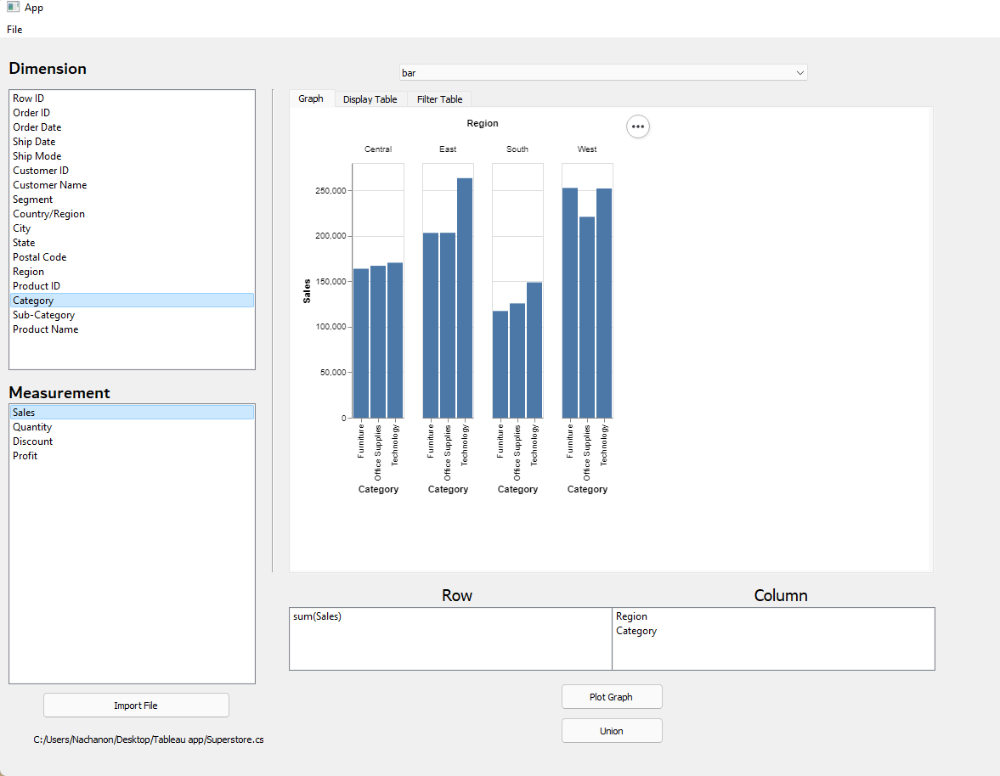 App
File
Dimension
Row ID
Order ID
Order Date
Ship Date
Ship Mode
Customer ID
Customer Name
Segment
Country/Region
City
State
Postal Code
Region
Product ID
Category
Sub-Category
Product Name
Measurement
Sales
Quantity
Discount
Profit
Import File
C:/Users/Nachanon/Desktop/Tableau app/Superstore.cs
bar
Graph Display Table Filter Table
Region
Central East South West
250,000
200,000
150,000
100,000
50,000
0
Sales
Furniture Office Supplies Technology Furniture Office Supplies Technology Furniture Office Supplies Technology Furniture Office Supplies Technology
Category Category Category Category
Row Column
sum(Sales)
Region
Category
Plot Graph
Union